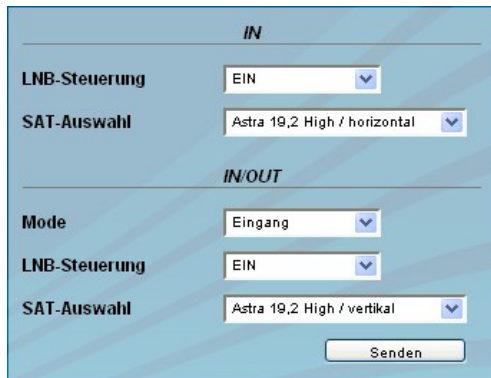 IN
LNB-Steuerung EIN
SAT-Auswahl Astra 19,2 High / horizontal
IN/OUT
Mode Eingang
LNB-Steuerung EIN
SAT-Auswahl Astra 19,2 High / vertikal
Senden